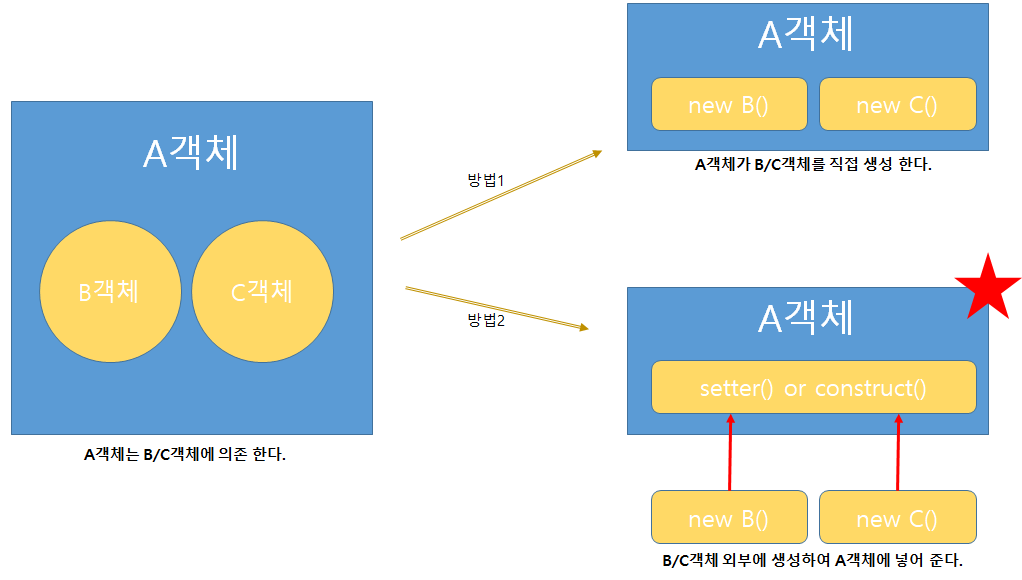 A객체
B객체
C객체
A객체는 B/C객체에 의존 한다.
방법1
A객체
new B()
new C()
A객체가 B/C객체를 직접 생성 한다.
방법2
A객체
setter() or construct()
new B()
new C()
B/C객체 외부에 생성하여 A객체에 넣어 준다.